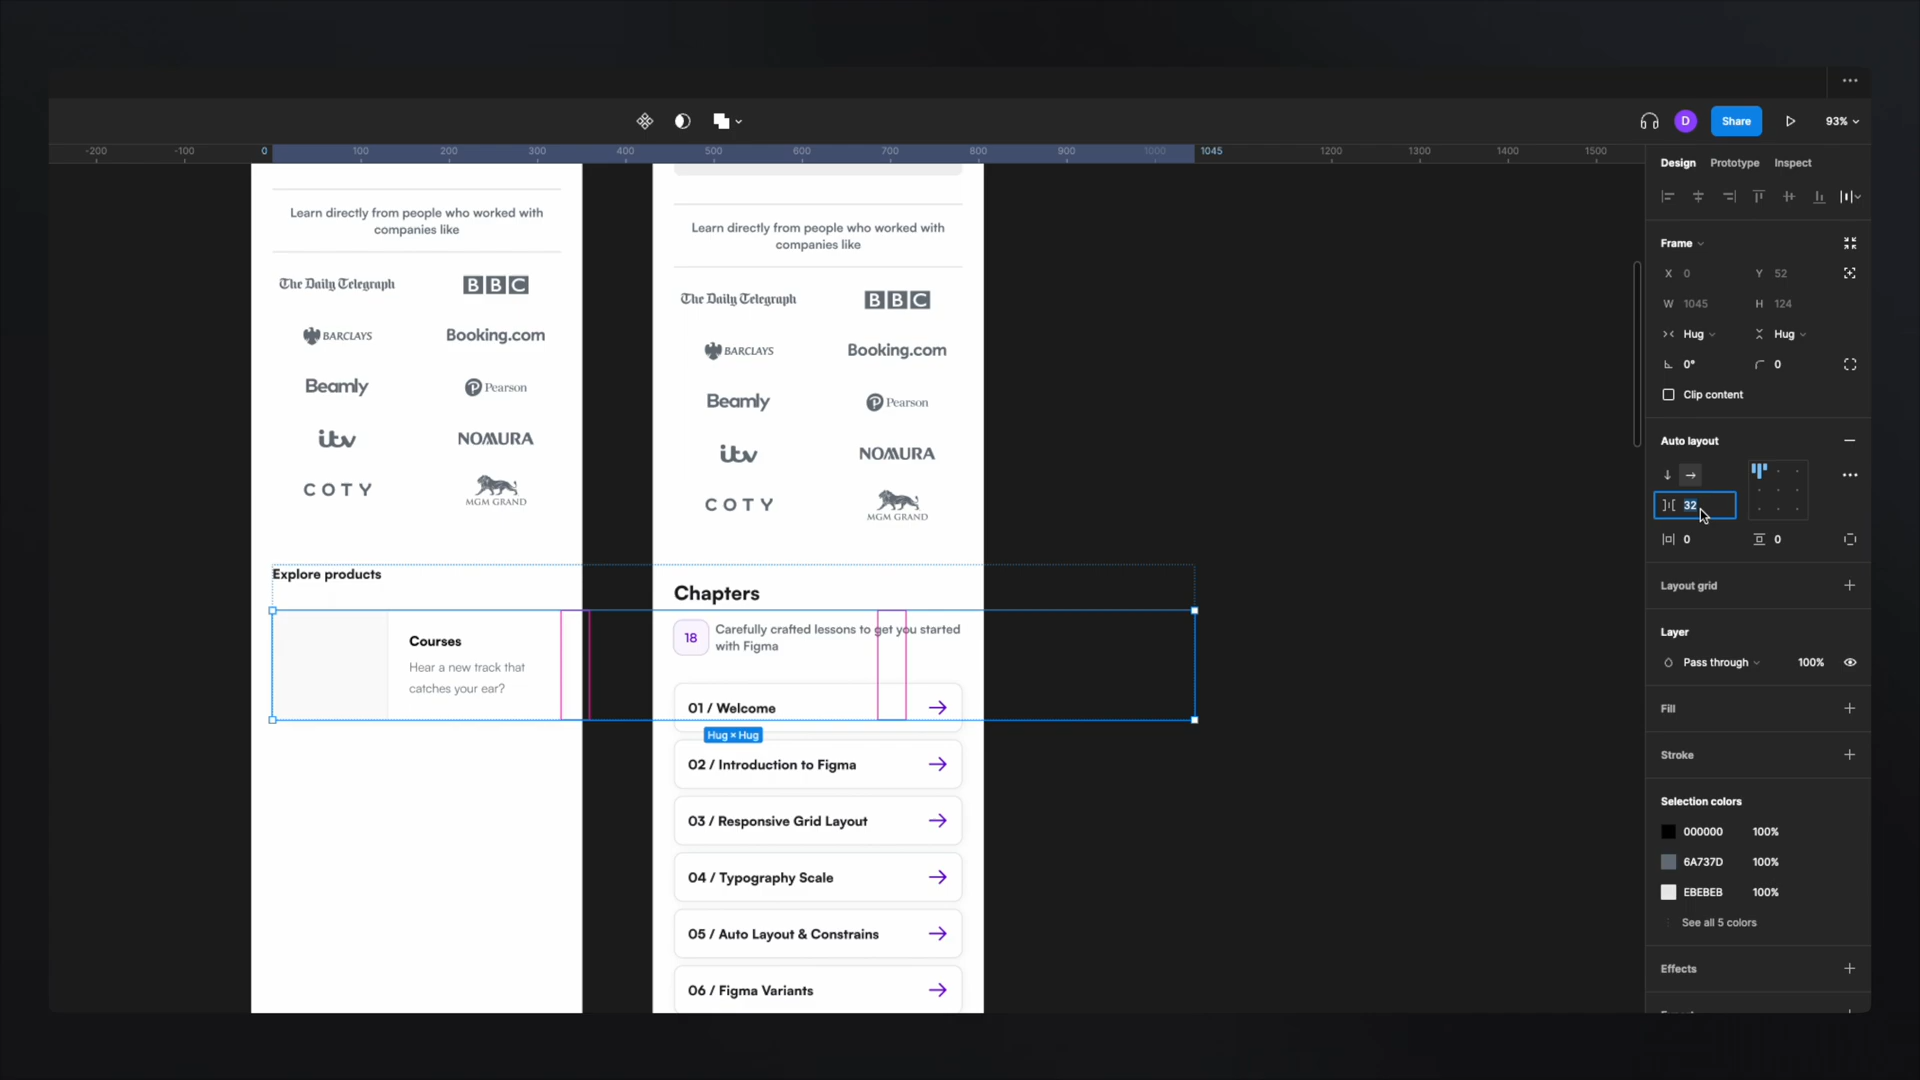 D
Share
93%
-200
-100
0
100
200
300
400
500
600
700
800
900
1000
1045
1200
1300
1400
1500
Learn directly from people who worked with
companies like
The Daily Telegraph
BBC
BARCLAYS
Booking.com
Beamly
Pearson
itv
NOMURA
COTY
MGM GRAND
Explore products
Courses
Hear a new track that
catches your ear?
Learn directly from people who worked with
companies like
The Daily Telegraph
BBC
BARCLAYS
Booking.com
Beamly
Pearson
itv
NOMURA
COTY
MGM GRAND
Chapters
18
Carefully crafted lessons to get you started
with Figma
01 / Welcome
Hug × Hug
02 / Introduction to Figma
03 / Responsive Grid Layout
04 / Typography Scale
05 / Auto Layout & Constrains
06 / Figma Variants
Design Prototype Inspect
Frame
X 0 Y 52
W 1045 H 124
Hug Hug
0° 0
Clip content
Auto layout
32
0 0
Layout grid
Layer
Pass through 100%
Fill
Stroke
Selection colors
000000 100%
6A737D 100%
EBEBEB 100%
See all 5 colors
Effects